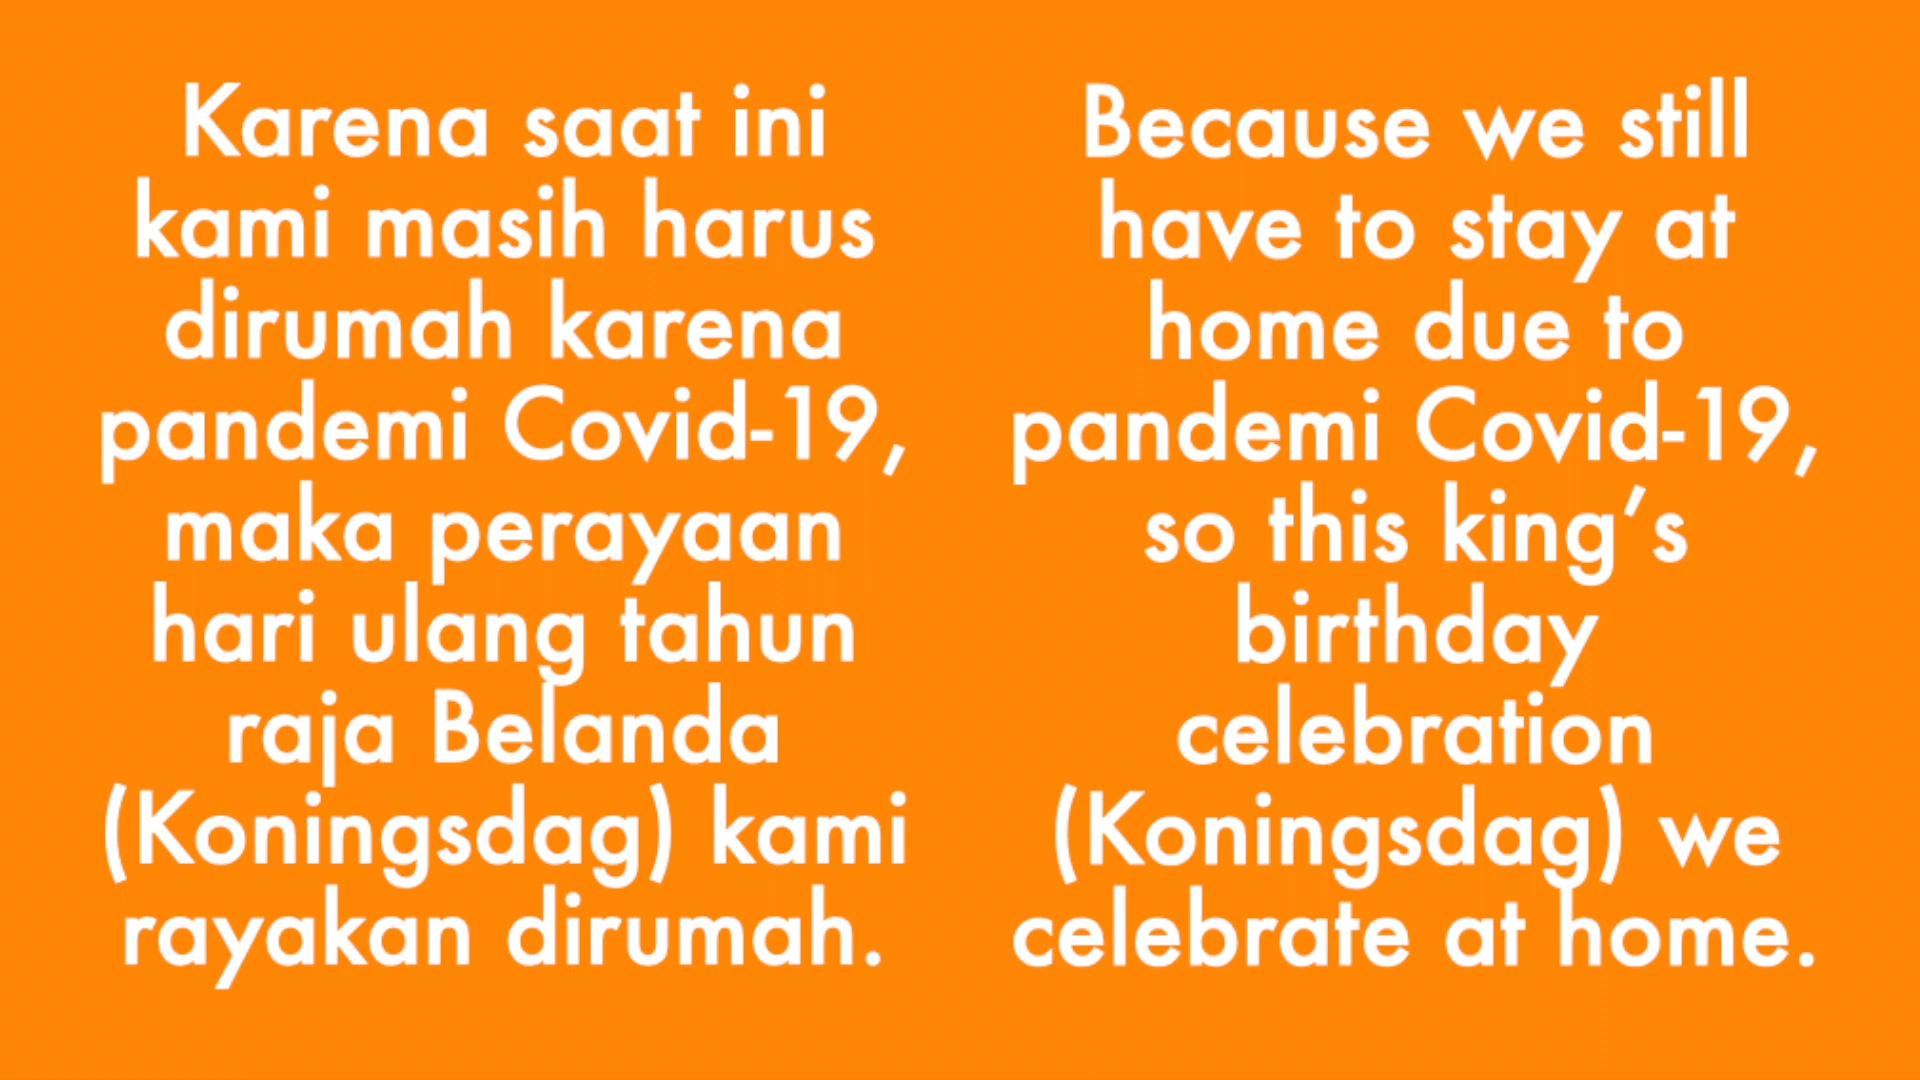 Karena saat ini
kami masih harus
dirumah karena
pandemi Covid-19,
maka perayaan
hari ulang tahun
raja Belanda
(Koningsdag) kami
rayakan dirumah.
Because we still
have to stay at
home due to
pandemi Covid-19,
so this king’s
birthday
celebration
(Koningsdag) we
celebrate at home.